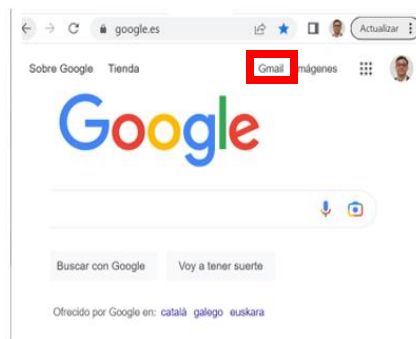 google.es
Actualizar
Sobre Google Tienda Gmail mágenes
Google
Buscar con Google Voy a tener suerte
Ofrecido por Google en: català galego euskara